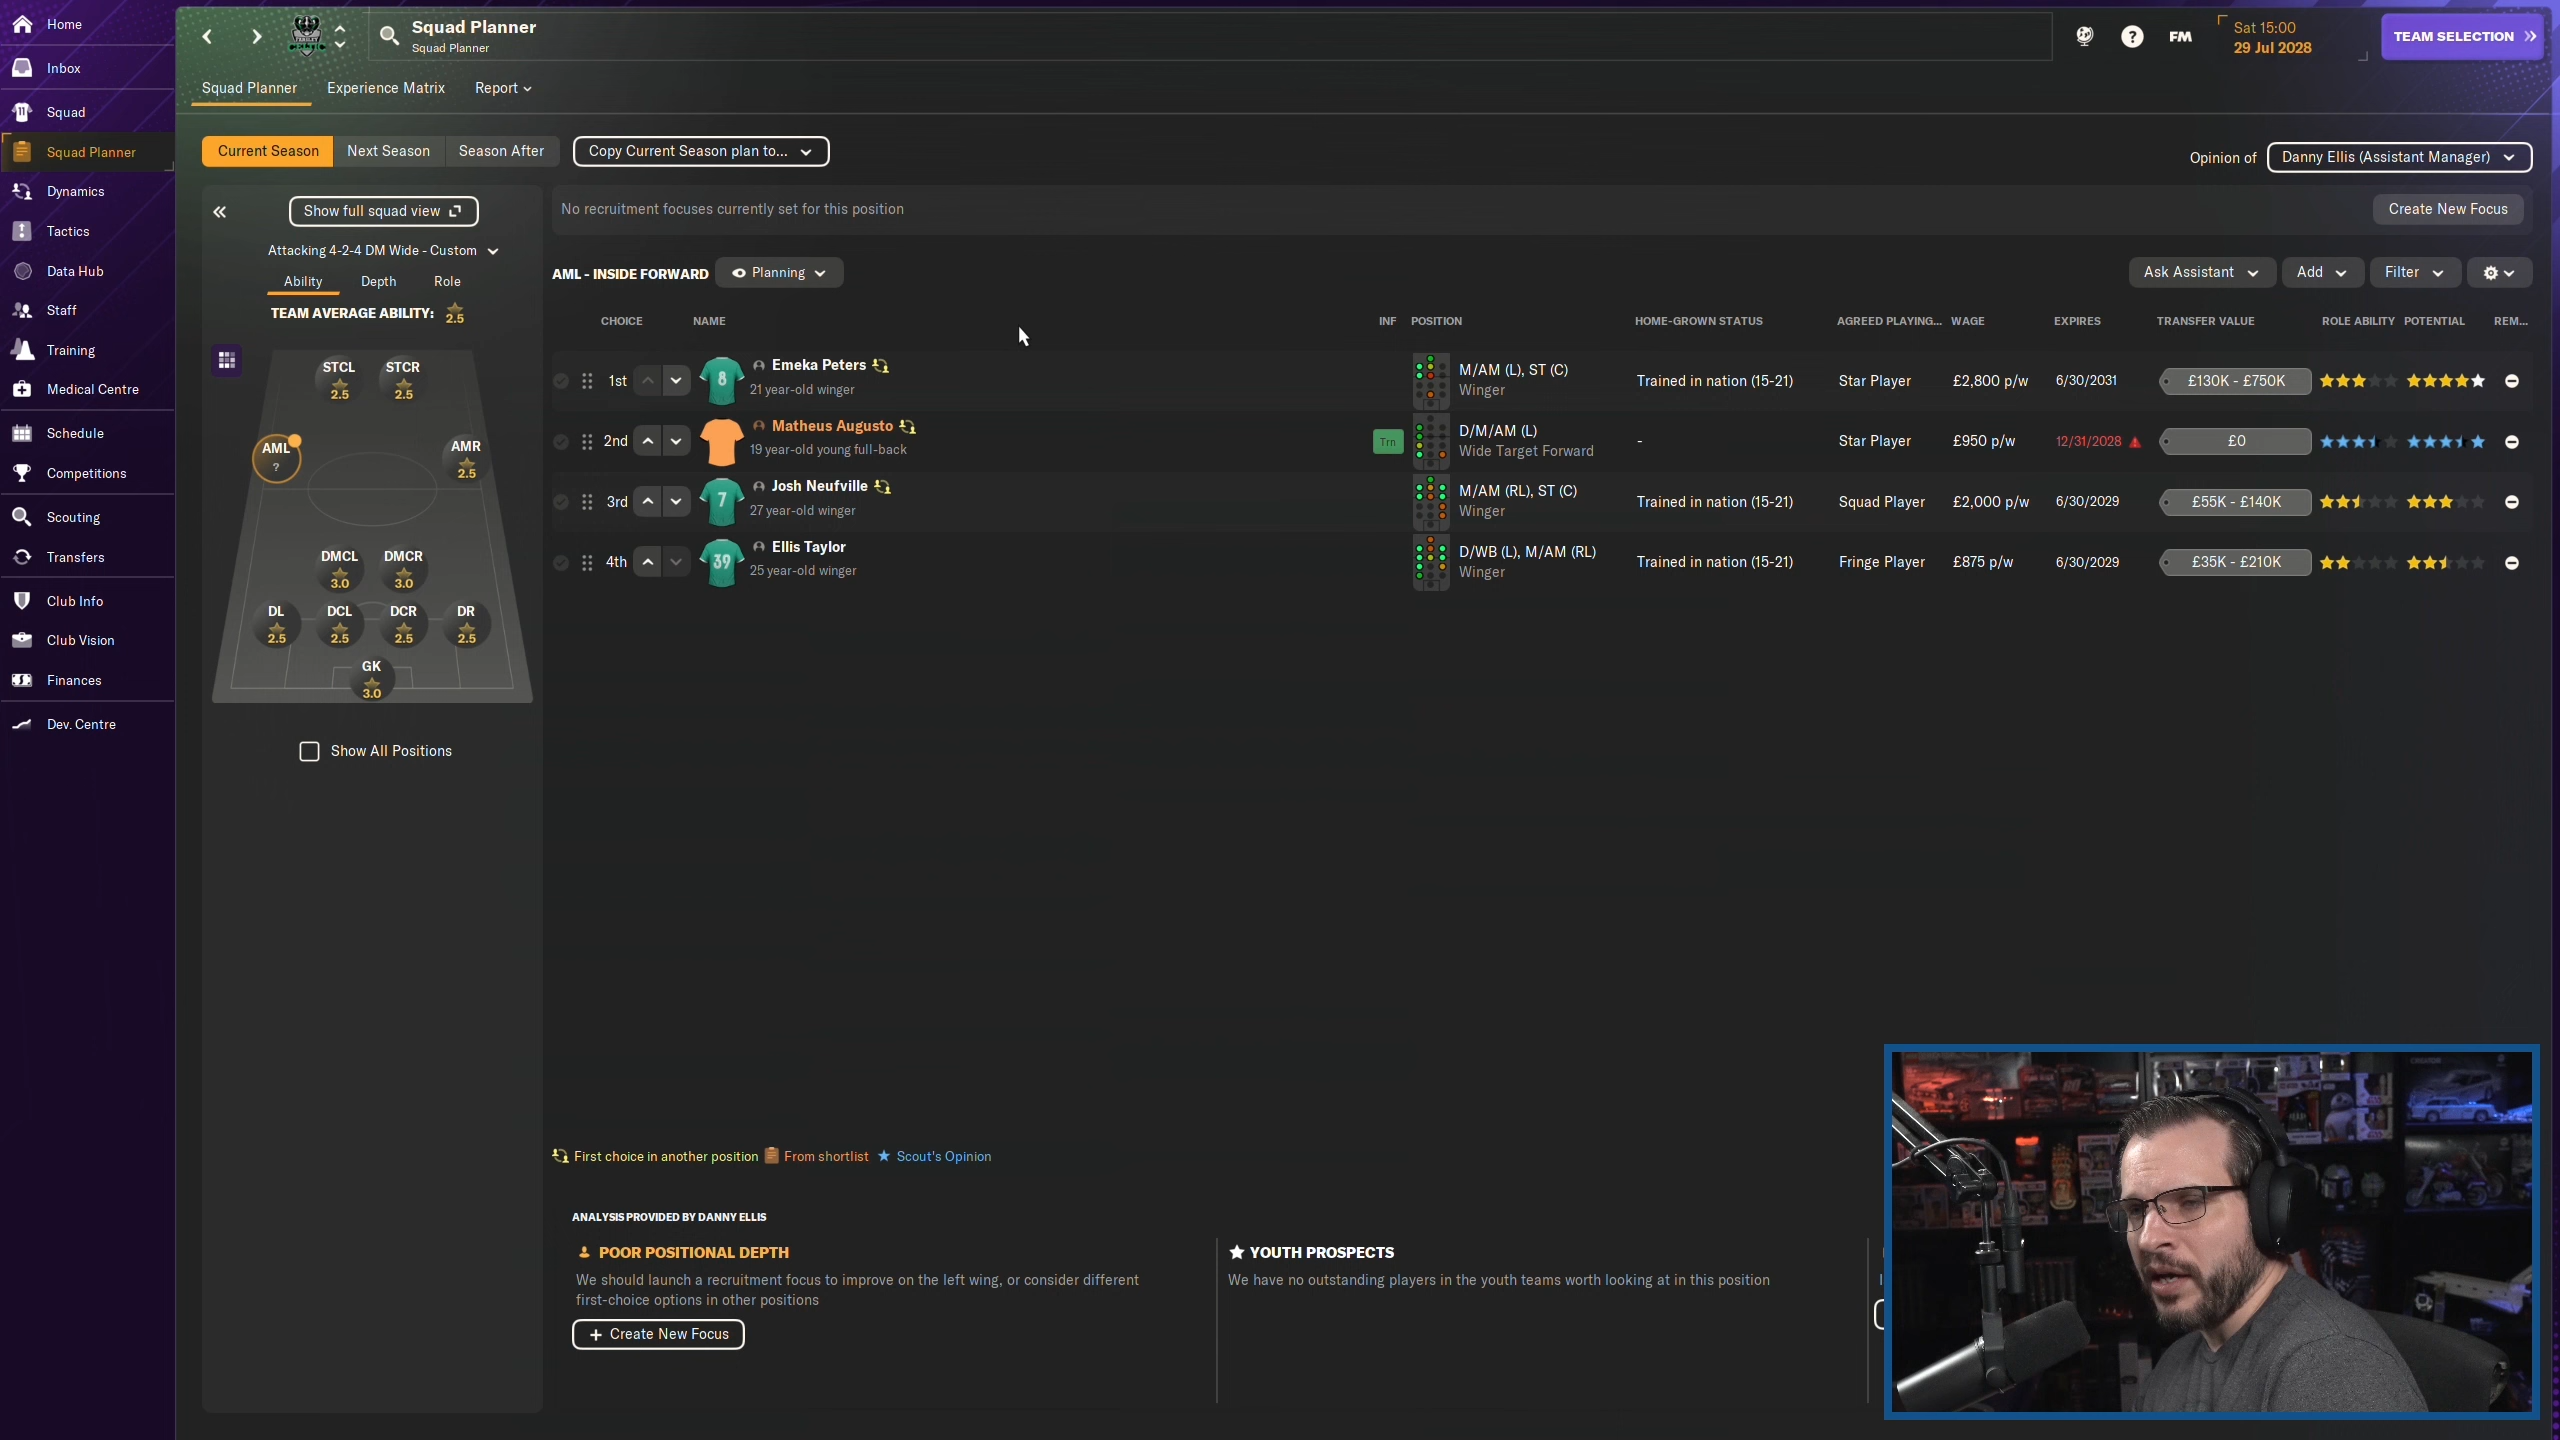 Home
Inbox
Squad
Squad Planner
Dynamics
Tactics
Data Hub
Staff
Training
Medical Centre
Schedule
Competitions
Scouting
Transfers
Club Info
Club Vision
Finances
Dev. Centre
Squad Planner
Squad Planner
FM
Sat 15:00
29 Jul 2028
TEAM SELECTION
Squad Planner Experience Matrix Report
Current Season Next Season Season After Copy Current Season plan to...
Opinion of Danny Ellis (Assistant Manager)
Show full squad view
Attacking 4-2-4 DM Wide - Custom
Ability Depth Role
TEAM AVERAGE ABILITY: 2.5
STCL STCR
2.5 2.5
AML AMR
? 2.5
DMCL DMCR
3.0 3.0
DL DCL DCR DR
2.5 2.5 2.5 2.5
GK
3.0
Show All Positions
No recruitment focuses currently set for this position
Create New Focus
AML - INSIDE FORWARD Planning
Ask Assistant Add Filter
CHOICE NAME INF POSITION HOME-GROWN STATUS AGREED PLAYING... WAGE EXPIRES TRANSFER VALUE ROLE ABILITY POTENTIAL REM...
1st 8 Emeka Peters M/AM (L), ST (C) Trained in nation (15-21) Star Player £2,800 p/w 6/30/2031 £130K - £750K
21 year-old winger Winger
2nd Matheus Augusto Trn D/M/AM (L) - Star Player £950 p/w 12/31/2028 £0
19 year-old young full-back Wide Target Forward
3rd 7 Josh Neufville M/AM (RL), ST (C) Trained in nation (15-21) Squad Player £2,000 p/w 6/30/2029 £55K - £140K
27 year-old winger Winger
4th 39 Ellis Taylor D/WB (L), M/AM (RL) Trained in nation (15-21) Fringe Player £875 p/w 6/30/2029 £35K - £210K
25 year-old winger Winger
First choice in another position From shortlist Scout's Opinion
ANALYSIS PROVIDED BY DANNY ELLIS
POOR POSITIONAL DEPTH
We should launch a recruitment focus to improve on the left wing, or consider different
first-choice options in other positions
+ Create New Focus
YOUTH PROSPECTS
We have no outstanding players in the youth teams worth looking at in this position